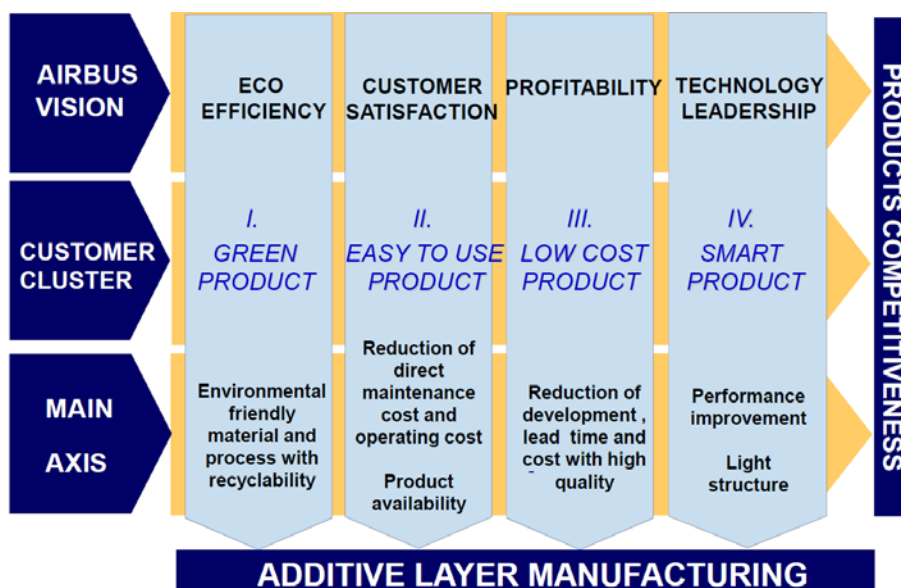 AIRBUS
VISION
ECO
EFFICIENCY
CUSTOMER
SATISFACTION
PROFITABILITY
TECHNOLOGY
LEADERSHIP
CUSTOMER
CLUSTER
I.
GREEN
PRODUCT
II.
EASY TO USE
PRODUCT
III.
LOW COST
PRODUCT
IV.
SMART
PRODUCT
MAIN
AXIS
Environmental
friendly
material and
process with
recyclability
Reduction of
direct
maintenance
cost and
operating cost
Product
availability
Reduction of
development ,
lead time and
cost with high
quality
Performance
improvement
Light
structure
PRODUCTS COMPETITIVENESS
ADDITIVE LAYER MANUFACTURING